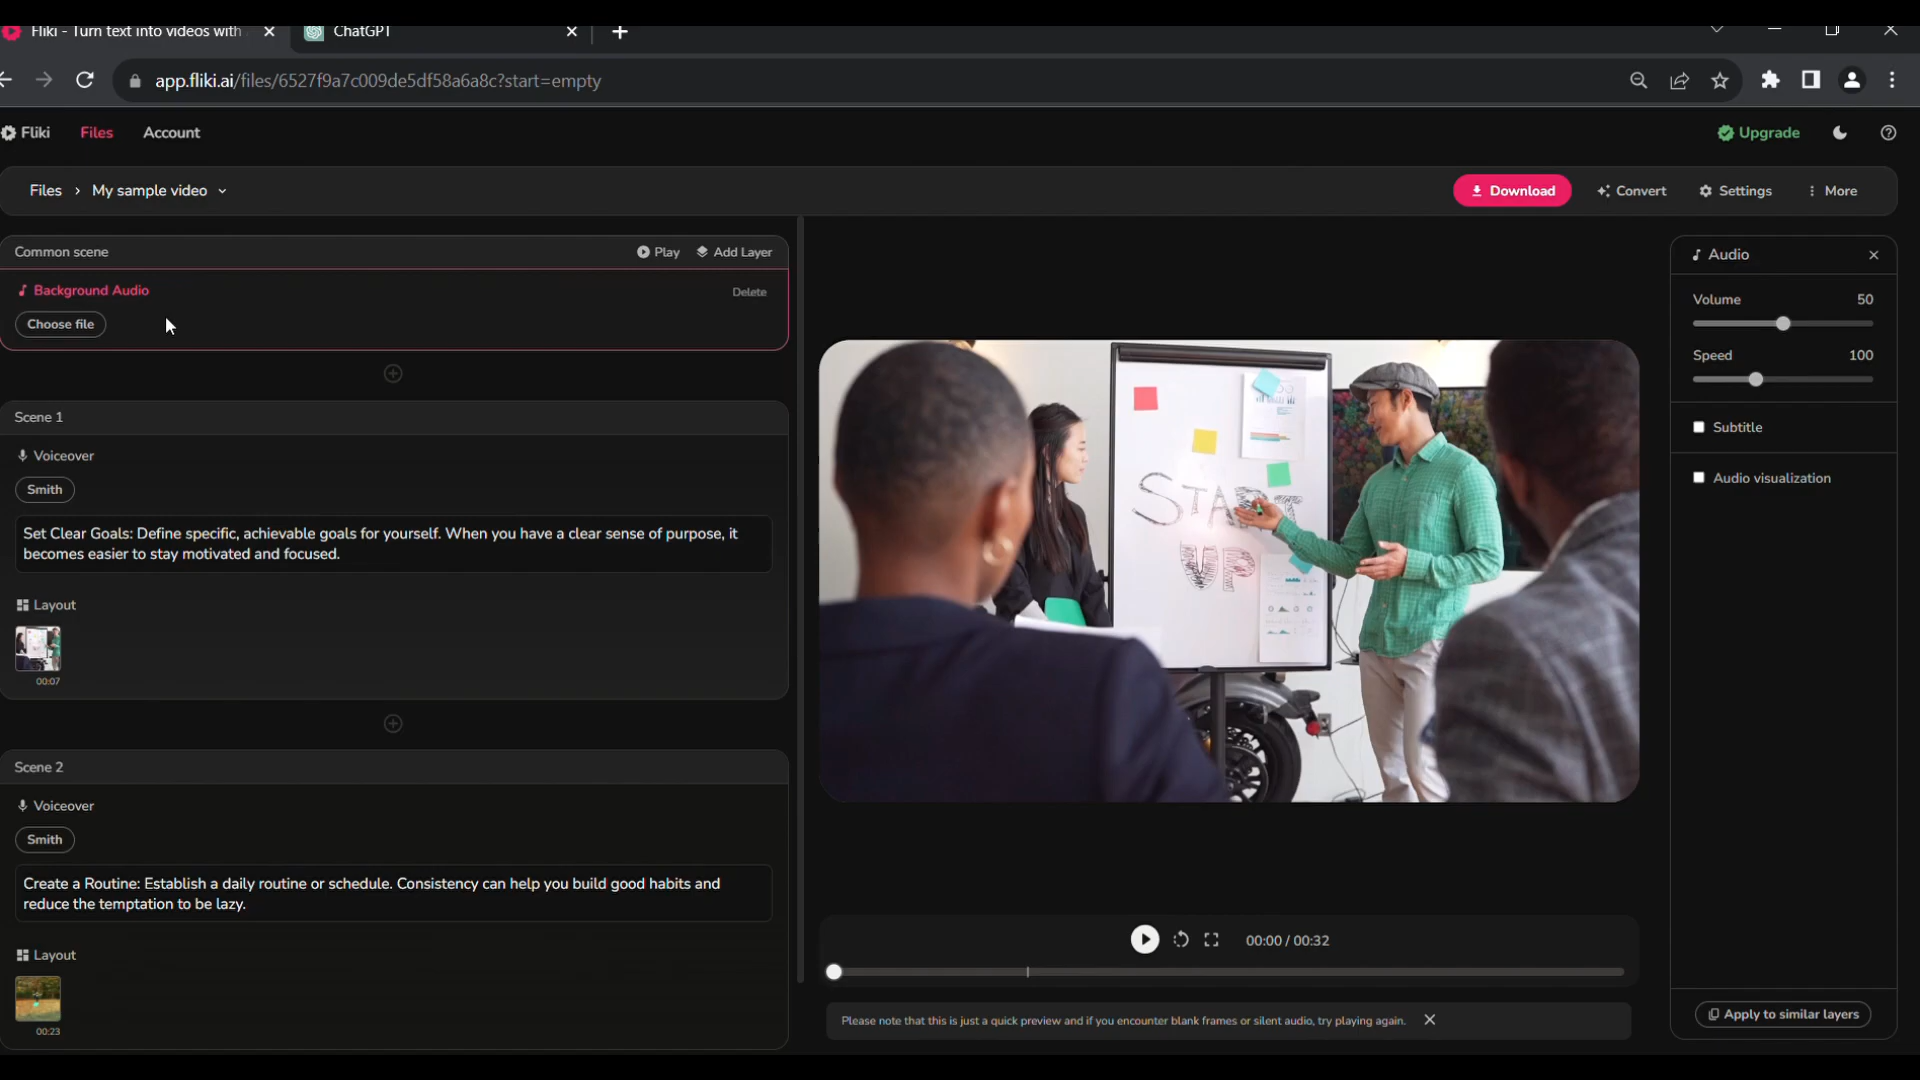 Fliki - Turn text into videos with
ChatGPT
app.fliki.ai/files/6527f9a7c009de5df58a6a8c?start=empty
Fliki
Files
Account
Upgrade
Files › My sample video
Download
Convert
Settings
More
Common scene
Play
Add Layer
Background Audio
Delete
Choose file
Scene 1
Voiceover
Smith
Set Clear Goals: Define specific, achievable goals for yourself. When you have a clear sense of purpose, it
becomes easier to stay motivated and focused.
Layout
00:07
Scene 2
Voiceover
Smith
Create a Routine: Establish a daily routine or schedule. Consistency can help you build good habits and
reduce the temptation to be lazy.
Layout
00:23
START
UP
00:00 / 00:32
Please note that this is just a quick preview and if you encounter blank frames or silent audio, try playing again.
Audio
Volume 50
Speed 100
Subtitle
Audio visualization
Apply to similar layers